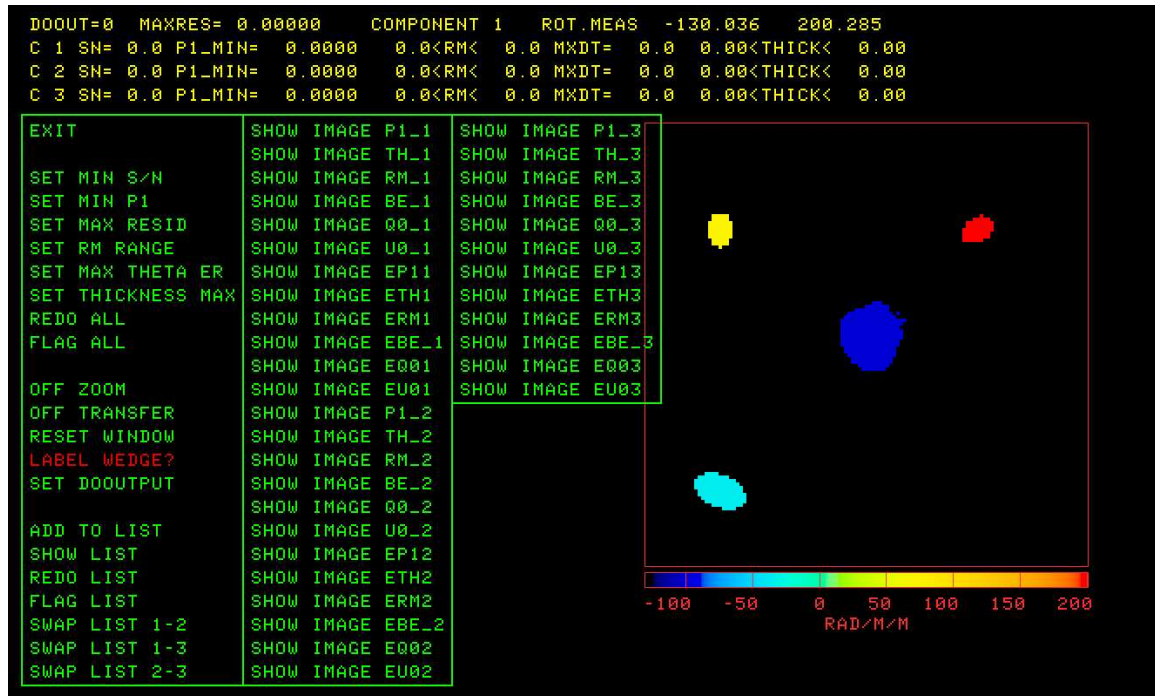 DOOUT=0 MAXRES= 0.00000 COMPONENT 1 ROT.MEAS -130.036 200.285
C 1 SN= 0.0 P1_MIN= 0.0000 0.0<RM< 0.0 MXDT= 0.0 0.00<THICK< 0.00
C 2 SN= 0.0 P1_MIN= 0.0000 0.0<RM< 0.0 MXDT= 0.0 0.00<THICK< 0.00
C 3 SN= 0.0 P1_MIN= 0.0000 0.0<RM< 0.0 MXDT= 0.0 0.00<THICK< 0.00
EXIT
SET MIN S/N
SET MIN P1
SET MAX RESID
SET RM RANGE
SET MAX THETA ER
SET THICKNESS MAX
REDO ALL
FLAG ALL
OFF ZOOM
OFF TRANSFER
RESET WINDOW
LABEL WEDGE?
SET DOOUTPUT
ADD TO LIST
SHOW LIST
REDO LIST
FLAG LIST
SWAP LIST 1-2
SWAP LIST 1-3
SWAP LIST 2-3
SHOW IMAGE P1_1
SHOW IMAGE TH_1
SHOW IMAGE RM_1
SHOW IMAGE BE_1
SHOW IMAGE Q0_1
SHOW IMAGE U0_1
SHOW IMAGE EP11
SHOW IMAGE ETH1
SHOW IMAGE ERM1
SHOW IMAGE EBE_1
SHOW IMAGE EQ01
SHOW IMAGE EU01
SHOW IMAGE P1_2
SHOW IMAGE TH_2
SHOW IMAGE RM_2
SHOW IMAGE BE_2
SHOW IMAGE Q0_2
SHOW IMAGE U0_2
SHOW IMAGE EP12
SHOW IMAGE ETH2
SHOW IMAGE ERM2
SHOW IMAGE EBE_2
SHOW IMAGE EQ02
SHOW IMAGE EU02
SHOW IMAGE P1_3
SHOW IMAGE TH_3
SHOW IMAGE RM_3
SHOW IMAGE BE_3
SHOW IMAGE Q0_3
SHOW IMAGE U0_3
SHOW IMAGE EP13
SHOW IMAGE ETH3
SHOW IMAGE ERM3
SHOW IMAGE EBE_3
SHOW IMAGE EQ03
SHOW IMAGE EU03
-100 -50 0 50 100 150 200
RAD/M/M